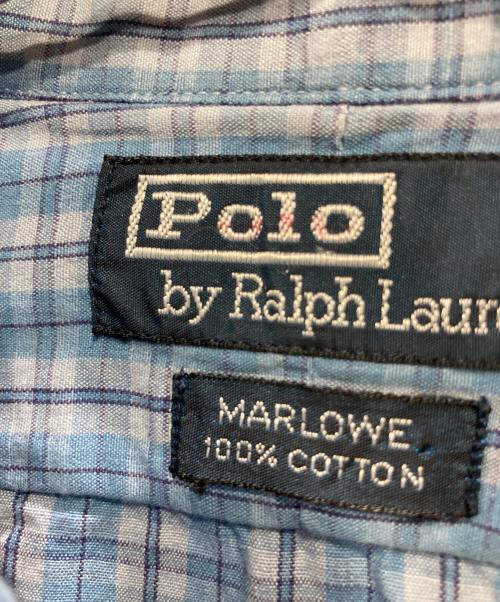 Polo
by Ralph Laur
MARLOWE
100% COTTON